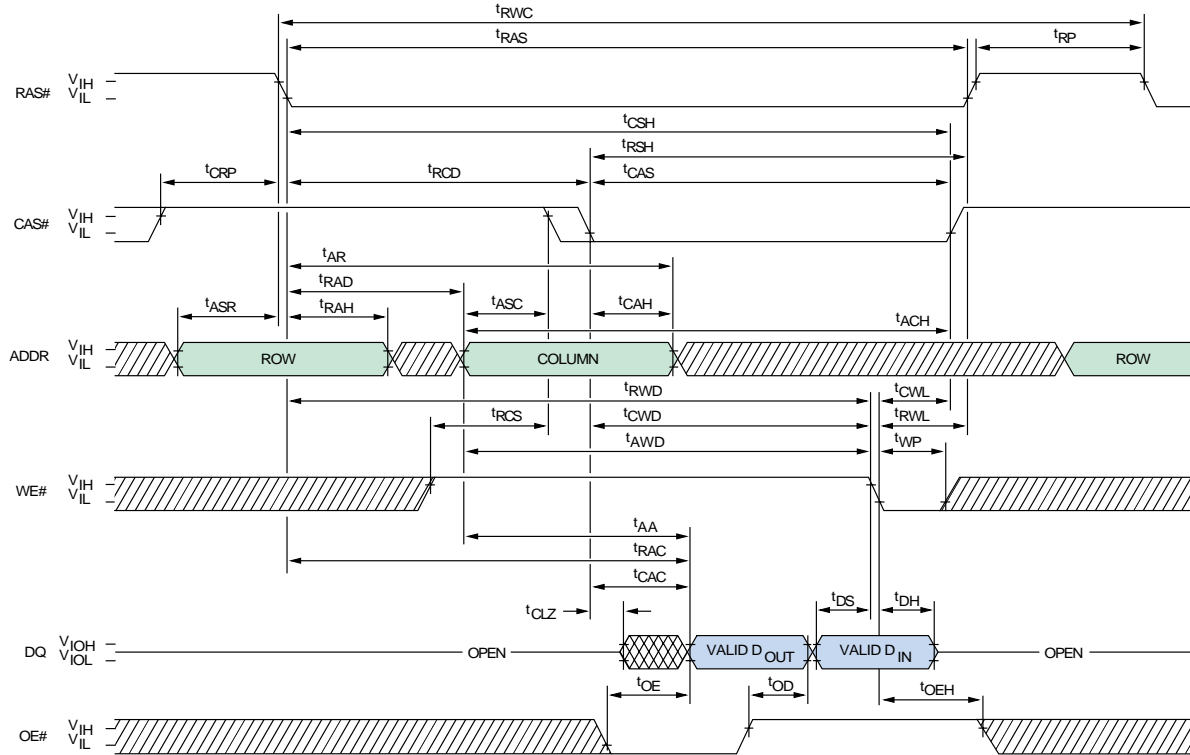 tRWC
tRAS
tRP
RAS#
VIH
VIL
tCSH
tRSH
tCRP
tRCD
tCAS
CAS#
VIH
VIL
tAR
tRAD
tASR
tRAH
tASC
tCAH
tACH
ADDR
VIH
VIL
ROW
COLUMN
ROW
tRWD
tCWL
tRCS
tCWD
tRWL
tAWD
tWP
WE#
VIH
VIL
tAA
tRAC
tCAC
tCLZ
tDS
tDH
DQ
VIOH
VIOL
OPEN
VALID DOUT
VALID DIN
OPEN
tOE
tOD
tOEH
OE#
VIH
VIL